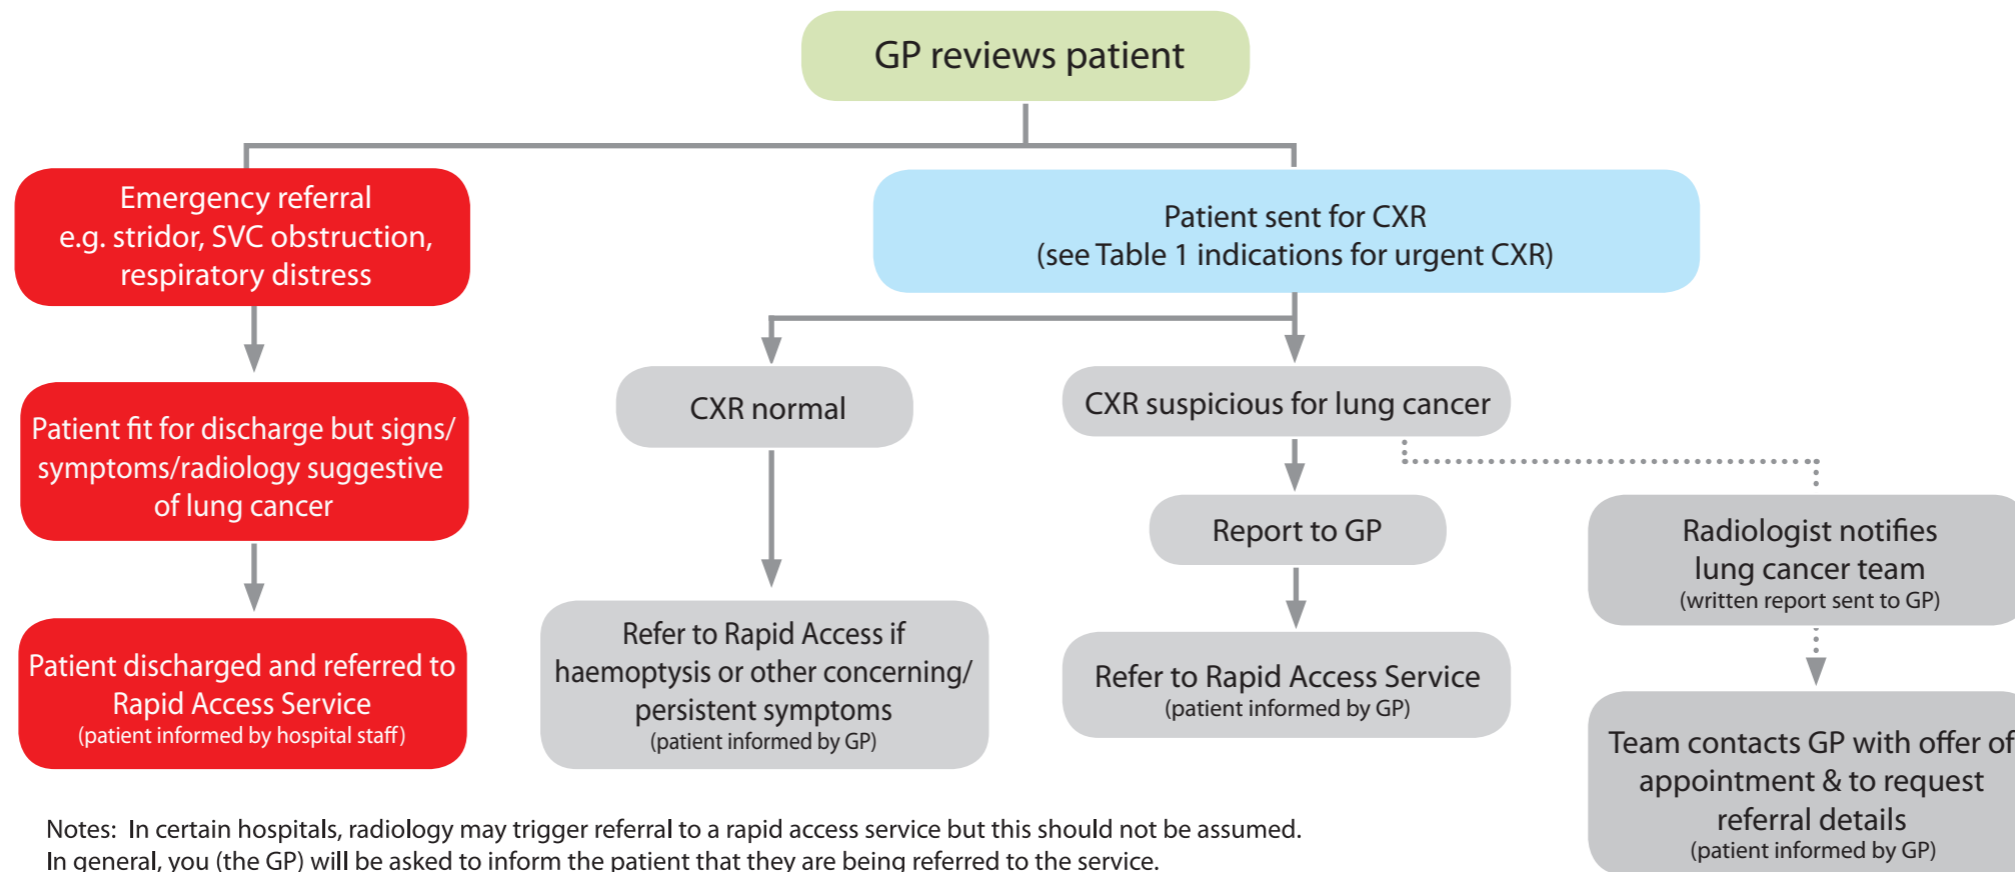 GP reviews patient
Emergency referral
e.g. stridor, SVC obstruction,
respiratory distress
Patient fit for discharge but signs/
symptoms/radiology suggestive
of lung cancer
Patient discharged and referred to
Rapid Access Service
(patient informed by hospital staff)
Patient sent for CXR
(see Table 1 indications for urgent CXR)
CXR normal
Refer to Rapid Access if
haemoptysis or other concerning/
persistent symptoms
(patient informed by GP)
CXR suspicious for lung cancer
Report to GP
Refer to Rapid Access Service
(patient informed by GP)
Radiologist notifies
lung cancer team
(written report sent to GP)
Team contacts GP with offer of
appointment & to request
referral details
(patient informed by GP)
Notes: In certain hospitals, radiology may trigger referral to a rapid access service but this should not be assumed.
In general, you (the GP) will be asked to inform the patient that they are being referred to the service.